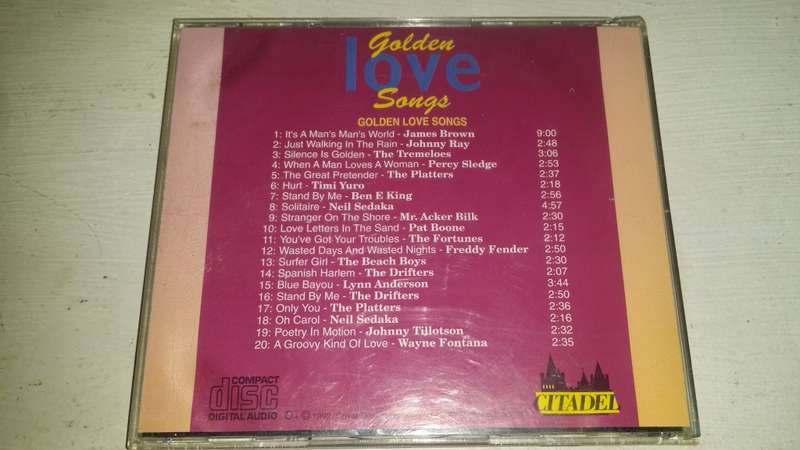 Golden
love
Songs
GOLDEN LOVE SONGS
1: It's A Man's Man's World - James Brown 9:00
2: Just Walking In The Rain - Johnny Ray 2:48
3: Silence Is Golden - The Tremeloes 3:06
4: When A Man Loves A Woman - Percy Sledge 2:53
5: The Great Pretender - The Platters 2:37
6: Hurt - Timi Yuro 2:18
7: Stand By Me - Ben E King 2:56
8: Solitaire - Neil Sedaka 4:57
9: Stranger On The Shore - Mr. Acker Bilk 2:30
10: Love Letters In The Sand - Pat Boone 2:15
11: You've Got Your Troubles - The Fortunes 2:12
12: Wasted Days And Wasted Nights - Freddy Fender 2:50
13: Surfer Girl - The Beach Boys 2:30
14: Spanish Harlem - The Drifters 2:07
15: Blue Bayou - Lynn Anderson 3:44
16: Stand By Me - The Drifters 2:50
17: Only You - The Platters 2:36
18: Oh Carol - Neil Sedaka 2:16
19: Poetry In Motion - Johnny Tillotson 2:32
20: A Groovy Kind Of Love - Wayne Fontana 2:35
COMPACT
disc
DIGITAL AUDIO
CITADEL